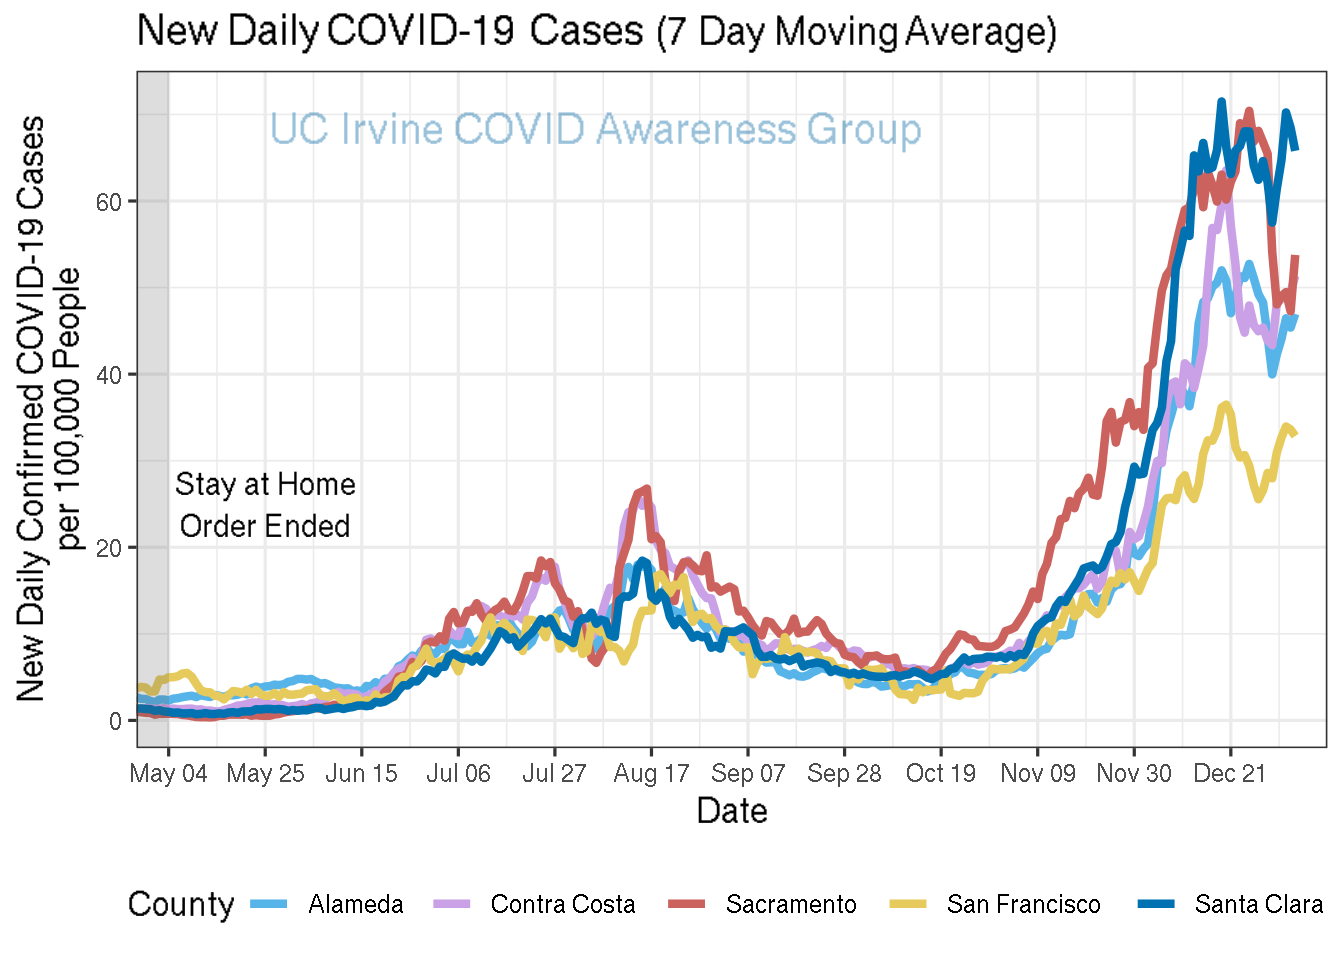 New Daily COVID-19 Cases (7 Day Moving Average)
UC Irvine COVID Awareness Group
New Daily Confirmed COVID-19 Cases
per 100,000 People
60
40
20
0
Stay at Home
Order Ended
May 04 May 25 Jun 15 Jul 06 Jul 27 Aug 17 Sep 07 Sep 28 Oct 19 Nov 09 Nov 30 Dec 21
Date
County Alameda Contra Costa Sacramento San Francisco Santa Clara